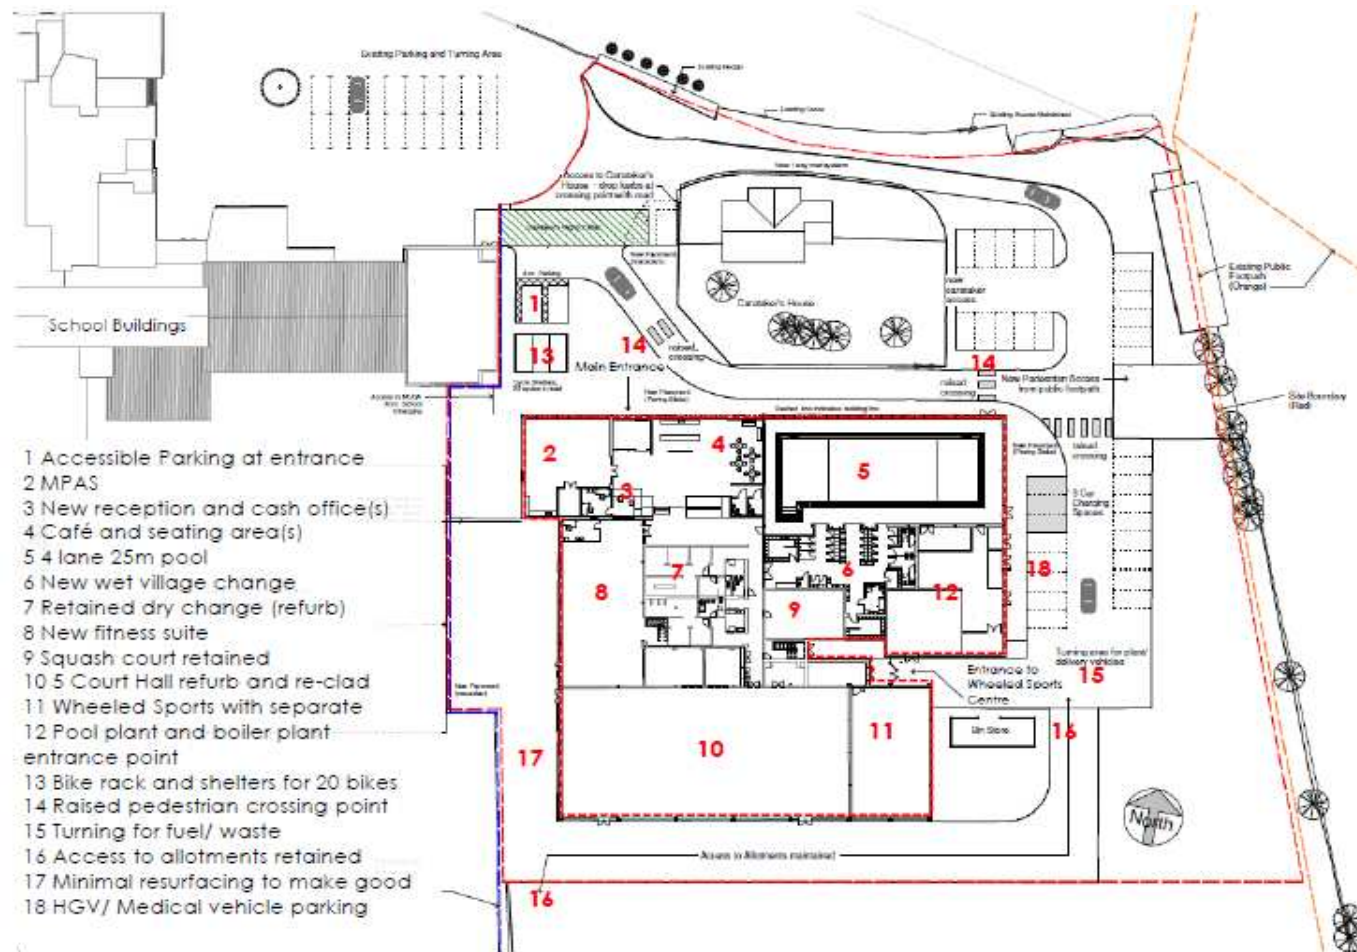 Existing Parking and Turning Area
Existing Hedge
Access to Caretaker's
House - drop kerbs at
crossing point with road
School Buildings
Caretaker's House
new
caretaker
access
Existing Public
Footpath
(Orange)
1
13
14
raised
crossing
Main Entrance
14
raised
crossing
New Pedestrian Access
from public footpath
Site Boundary
(Red)
raised
crossing
2
3
4
5
6
7
8
9
10
11
12
18
15
16
17
16
Turning area for plant/
delivery vehicles
Entrance to
Wheeled Sports
Centre
Bin Store
North
Access to Allotments maintained
1 Accessible Parking at entrance
2 MPAS
3 New reception and cash office(s)
4 Café and seating area(s)
5 4 lane 25m pool
6 New wet village change
7 Retained dry change (refurb)
8 New fitness suite
9 Squash court retained
10 5 Court Hall refurb and re-clad
11 Wheeled Sports with separate
12 Pool plant and boiler plant
entrance point
13 Bike rack and shelters for 20 bikes
14 Raised pedestrian crossing point
15 Turning for fuel/ waste
16 Access to allotments retained
17 Minimal resurfacing to make good
18 HGV/ Medical vehicle parking